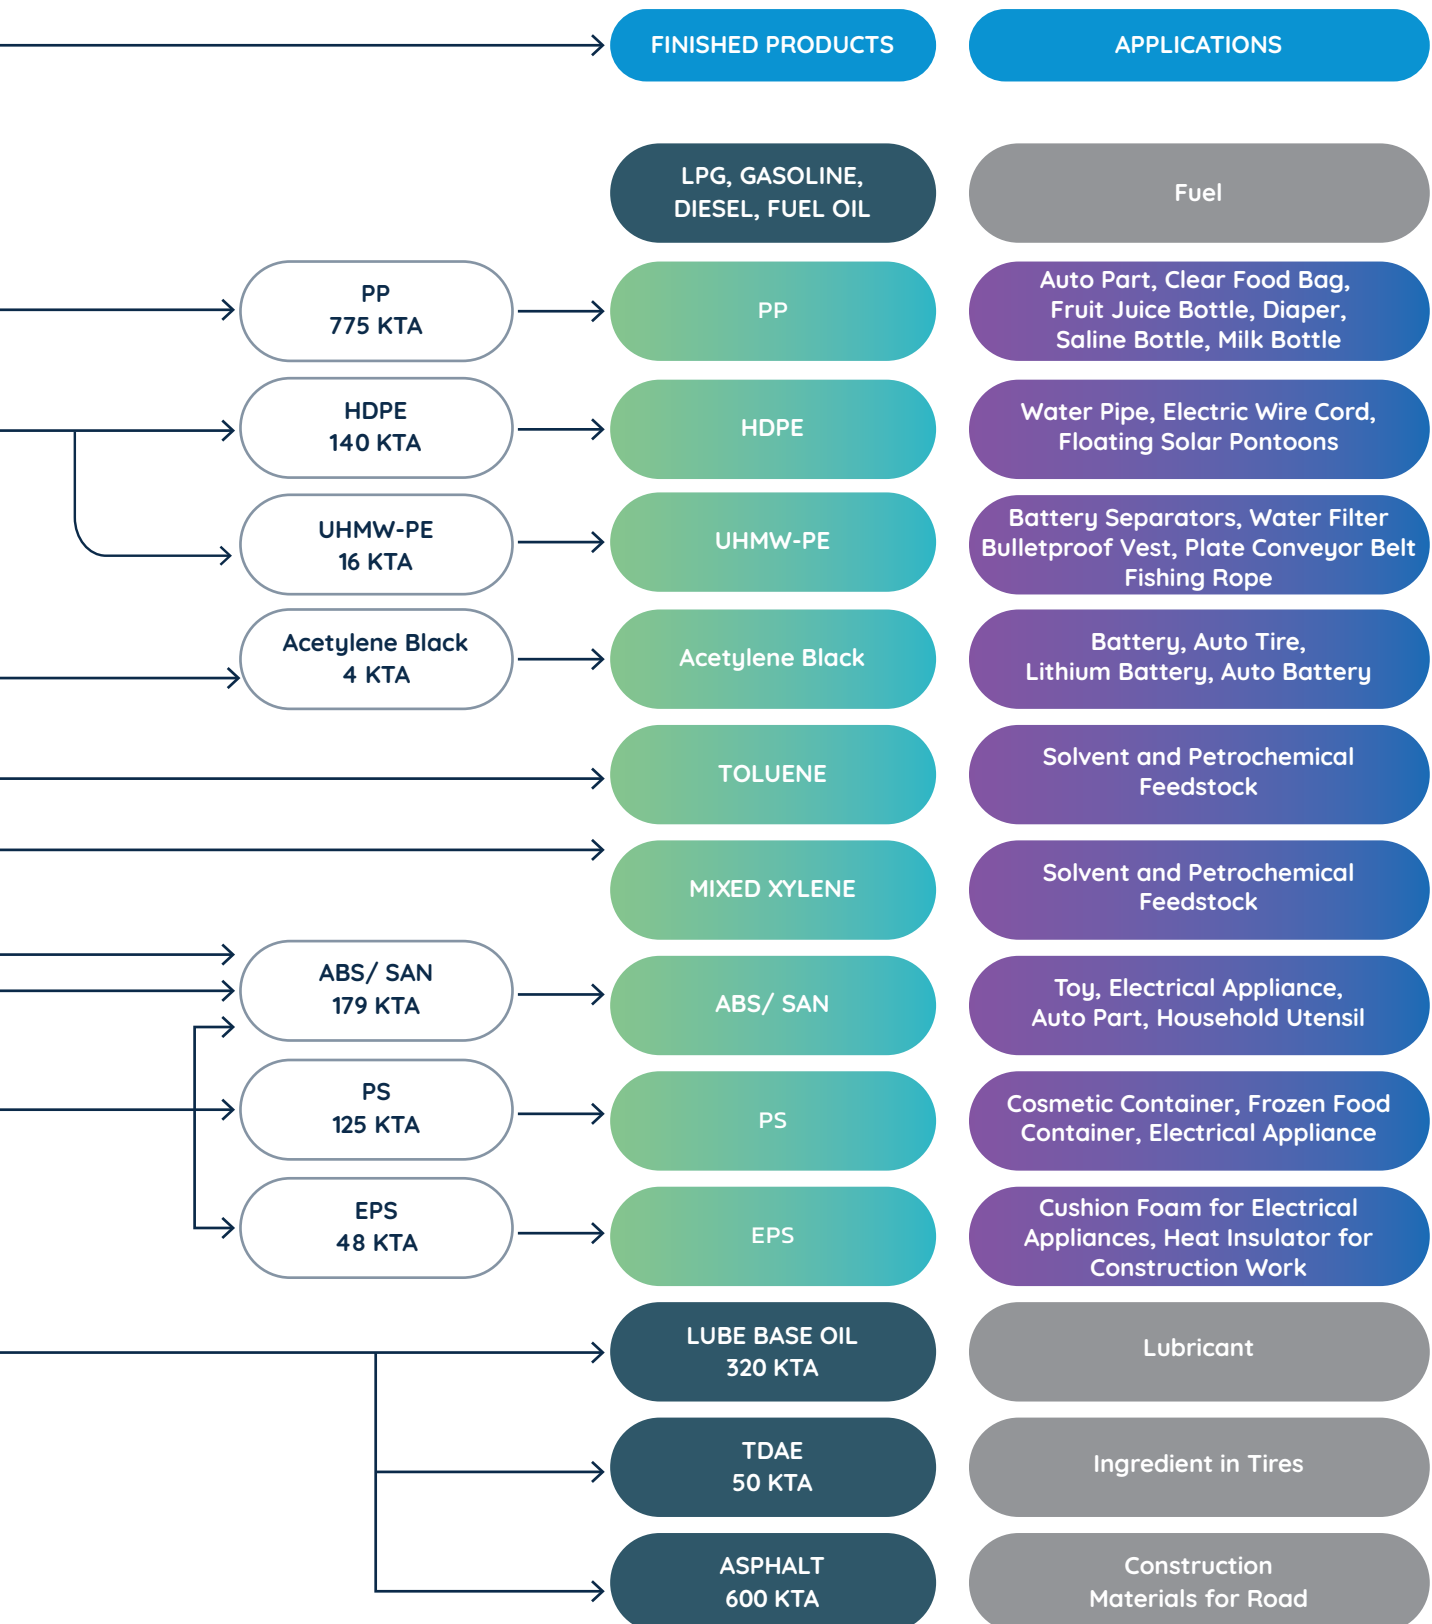 FINISHED PRODUCTS
APPLICATIONS
LPG, GASOLINE,
DIESEL, FUEL OIL
Fuel
PP
775 KTA
PP
Auto Part, Clear Food Bag,
Fruit Juice Bottle, Diaper,
Saline Bottle, Milk Bottle
HDPE
140 KTA
HDPE
Water Pipe, Electric Wire Cord,
Floating Solar Pontoons
UHMW-PE
16 KTA
UHMW-PE
Battery Separators, Water Filter
Bulletproof Vest, Plate Conveyor Belt
Fishing Rope
Acetylene Black
4 KTA
Acetylene Black
Battery, Auto Tire,
Lithium Battery, Auto Battery
TOLUENE
Solvent and Petrochemical
Feedstock
MIXED XYLENE
Solvent and Petrochemical
Feedstock
ABS/ SAN
179 KTA
ABS/ SAN
Toy, Electrical Appliance,
Auto Part, Household Utensil
PS
125 KTA
PS
Cosmetic Container, Frozen Food
Container, Electrical Appliance
EPS
48 KTA
EPS
Cushion Foam for Electrical
Appliances, Heat Insulator for
Construction Work
LUBE BASE OIL
320 KTA
Lubricant
TDAE
50 KTA
Ingredient in Tires
ASPHALT
600 KTA
Construction
Materials for Road